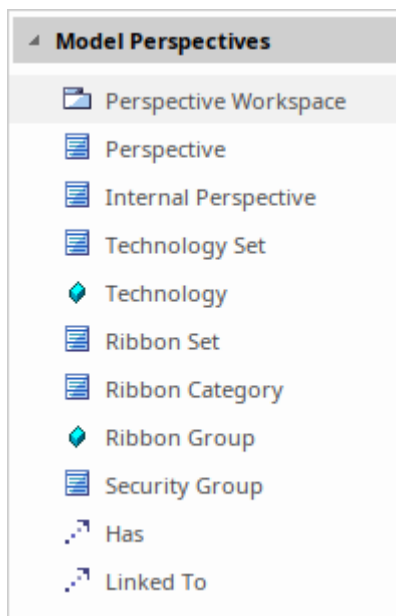 Model Perspectives
Perspective Workspace
Perspective
Internal Perspective
Technology Set
Technology
Ribbon Set
Ribbon Category
Ribbon Group
Security Group
Has
Linked To